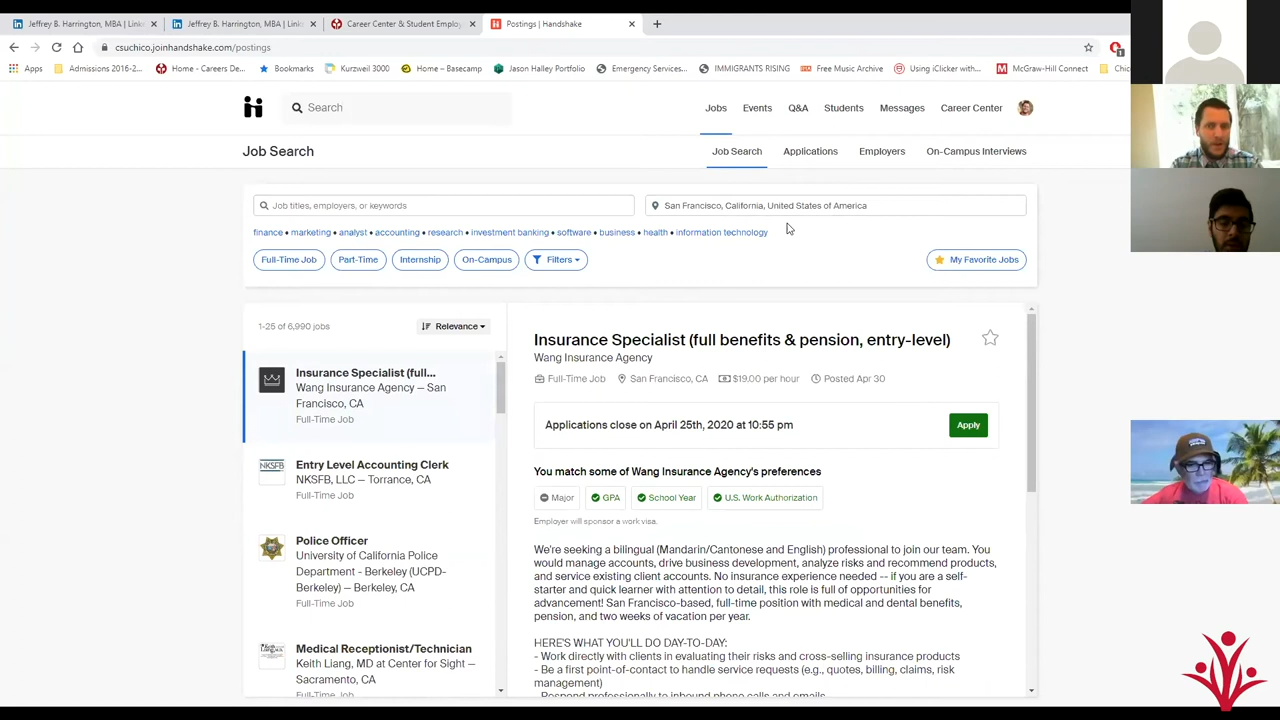 Jeffrey B. Harrington, MBA | Link
Jeffrey B. Harrington, MBA | Link
Career Center & Student Employ
Postings | Handshake
csuchico.joinhandshake.com/postings
Apps
Admissions 2016-2...
Home - Careers De...
Bookmarks
Kurzweil 3000
Home – Basecamp
Jason Halley Portfolio
Emergency Services...
IMMIGRANTS RISING
Free Music Archive
Using iClicker with...
McGraw-Hill Connect
Search
Jobs
Events
Q&A
Students
Messages
Career Center
Job Search
Job Search
Applications
Employers
On-Campus Interviews
Job titles, employers, or keywords
San Francisco, California, United States of America
finance • marketing • analyst • accounting • research • investment banking • software • business • health • information technology
Full-Time Job
Part-Time
Internship
On-Campus
Filters
My Favorite Jobs
1-25 of 6,990 jobs
Relevance
Insurance Specialist (full...
Wang Insurance Agency — San
Francisco, CA
Full-Time Job
NKSFB
Entry Level Accounting Clerk
NKSFB, LLC — Torrance, CA
Full-Time Job
Police Officer
University of California Police
Department - Berkeley (UCPD-
Berkeley) — Berkeley, CA
Full-Time Job
Medical Receptionist/Technician
Keith Liang, MD at Center for Sight —
Sacramento, CA
Full-Time Job
Insurance Specialist (full benefits & pension, entry-level)
Wang Insurance Agency
Full-Time Job
San Francisco, CA
$19.00 per hour
Posted Apr 30
Applications close on April 25th, 2020 at 10:55 pm
Apply
You match some of Wang Insurance Agency's preferences
Major
GPA
School Year
U.S. Work Authorization
Employer will sponsor a work visa.
We're seeking a bilingual (Mandarin/Cantonese and English) professional to join our team. You
would manage accounts, drive business development, analyze risks and recommend products,
and service existing client accounts. No insurance experience needed -- if you are a self-
starter and quick learner with attention to detail, this role is full of opportunities for
advancement! San Francisco-based, full-time position with medical and dental benefits,
pension, and two weeks of vacation per year.
HERE'S WHAT YOU'LL DO DAY-TO-DAY:
- Work directly with clients in evaluating their risks and cross-selling insurance products
- Be a first point-of-contact to handle service requests (e.g., quotes, billing, claims, risk
management)
- Respond professionally to inbound phone calls and emails